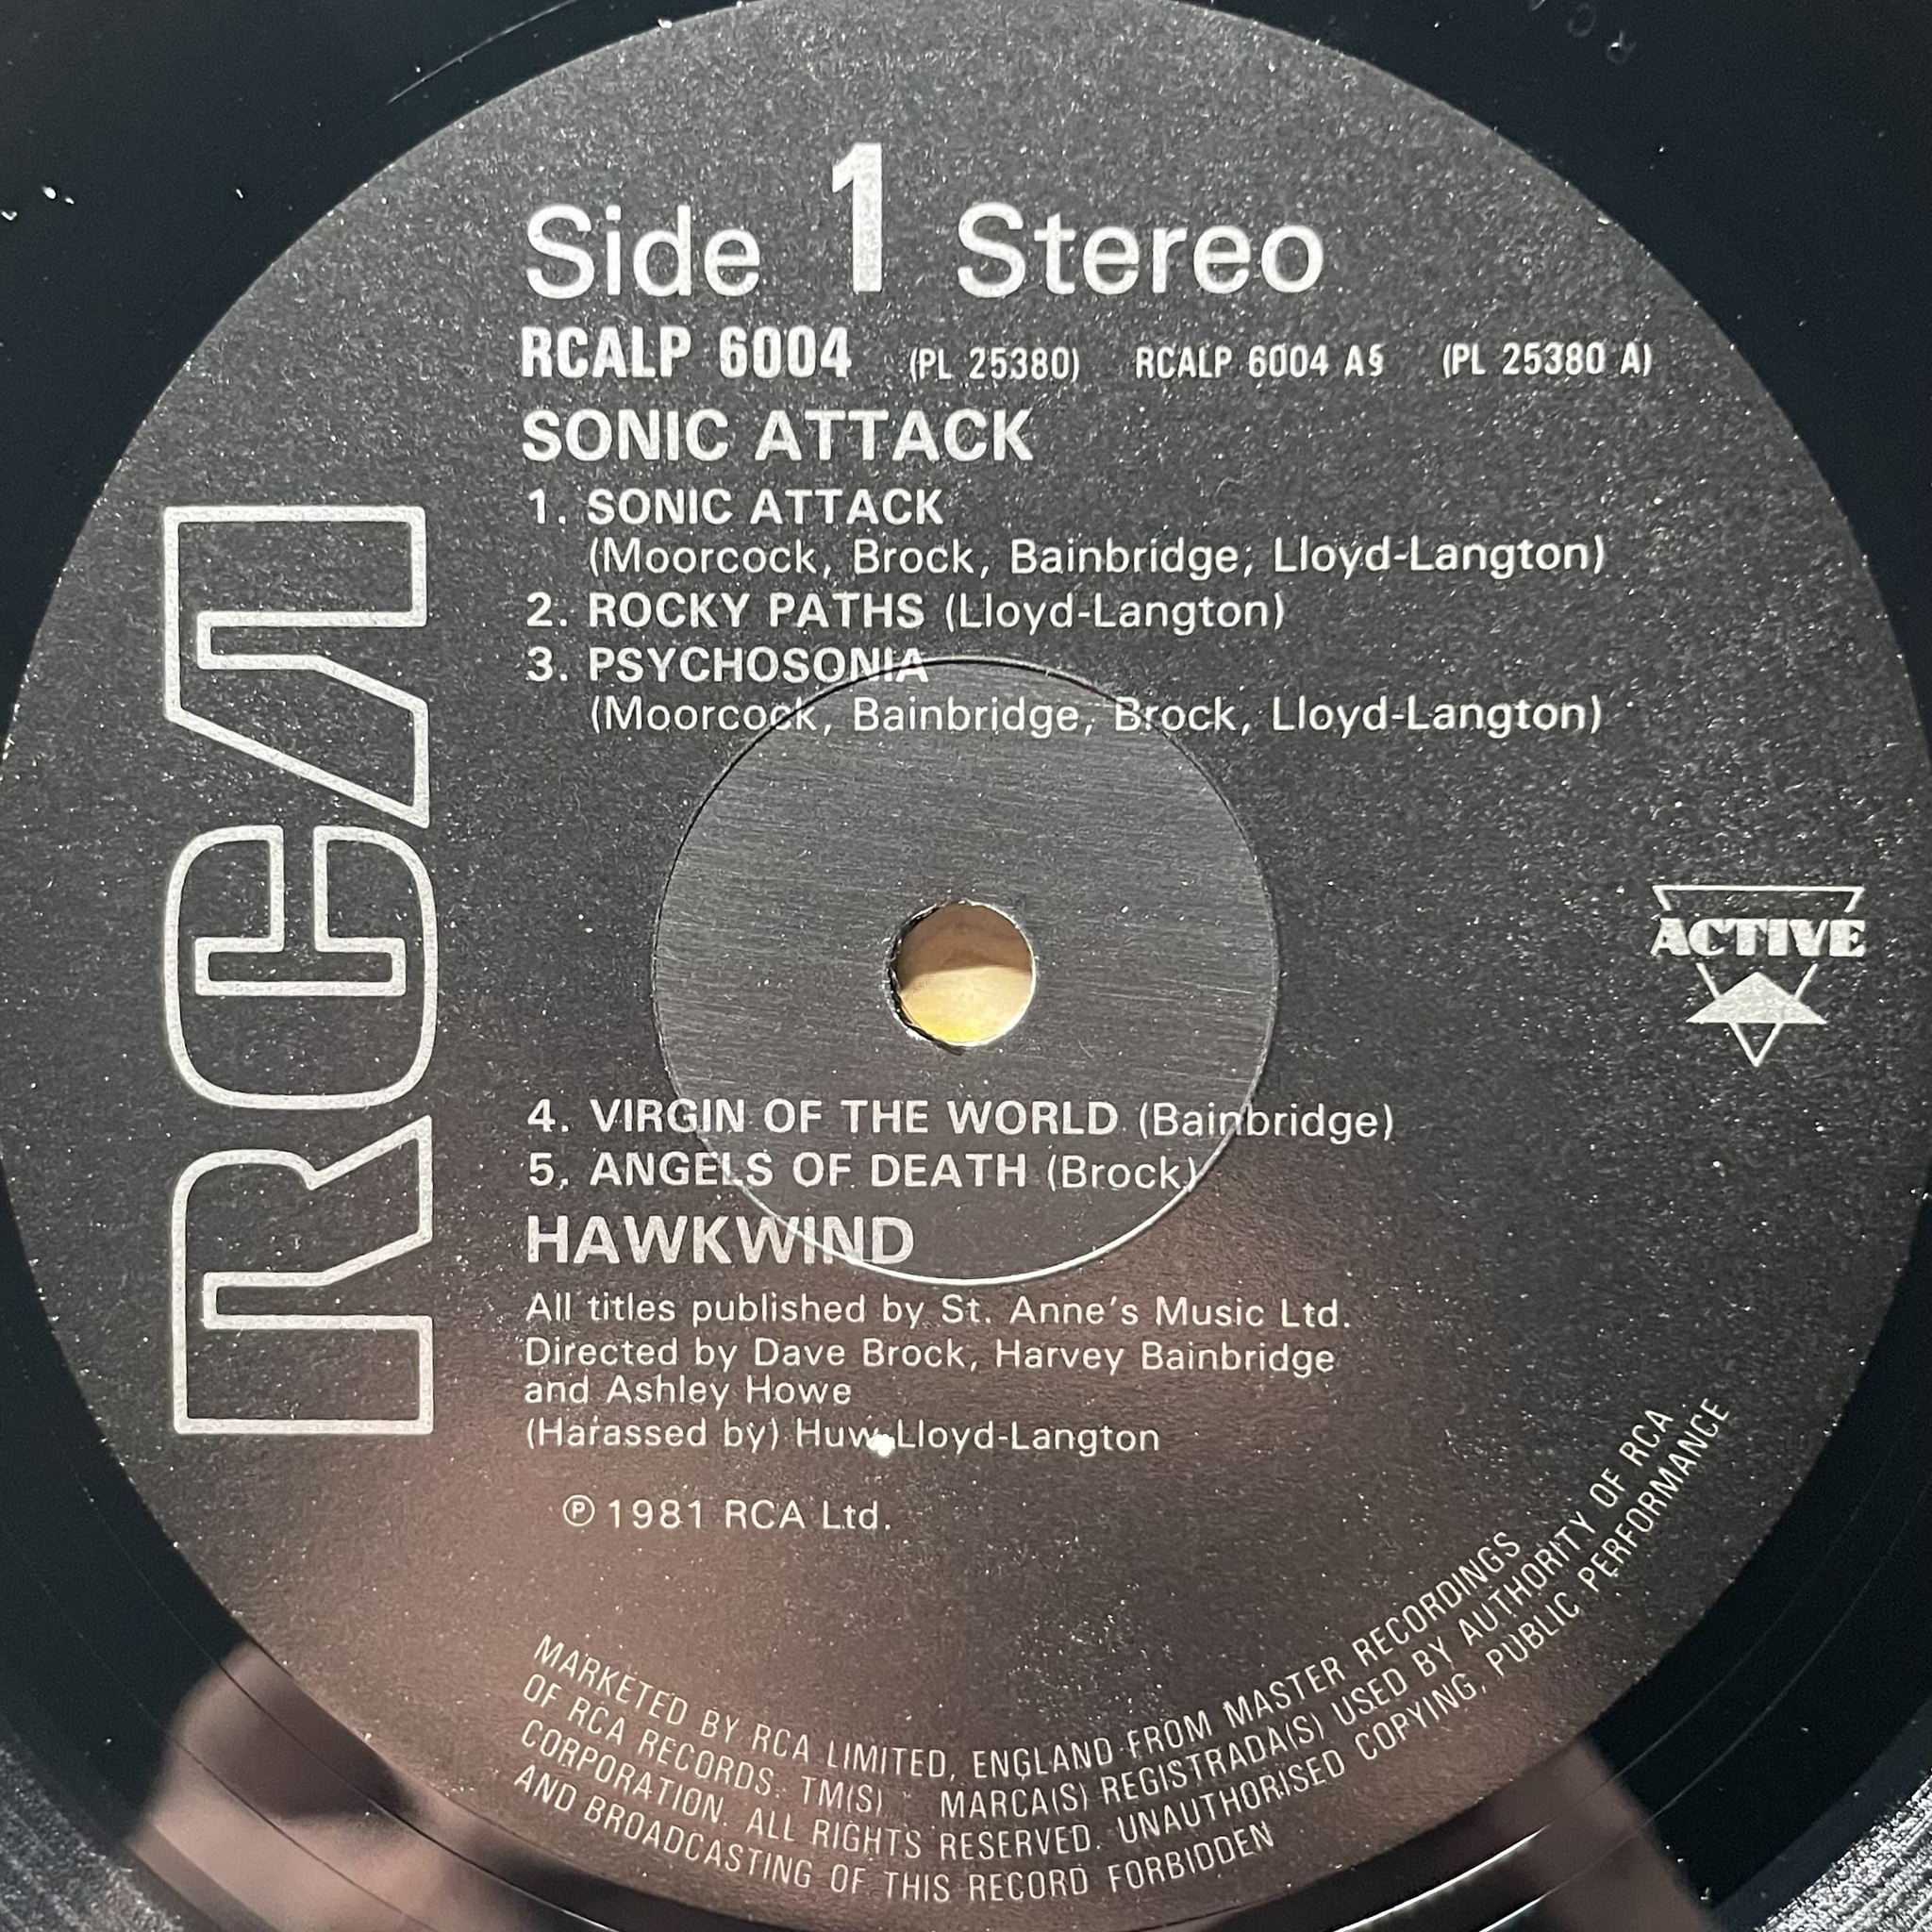 Side 1 Stereo
RCALP 6004 (PL 25380) RCALP 6004 A§ (PL 25380 A)
SONIC ATTACK
1. SONIC ATTACK
(Moorcock, Brock, Bainbridge, Lloyd-Langton)
2. ROCKY PATHS (Lloyd-Langton)
3. PSYCHOSONIA
(Moorcock, Bainbridge, Brock, Lloyd-Langton)
RCA
ACTIVE
4. VIRGIN OF THE WORLD (Bainbridge)
5. ANGELS OF DEATH (Brock)
HAWKWIND
All titles published by St. Anne's Music Ltd.
Directed by Dave Brock, Harvey Bainbridge
and Ashley Howe
(Harassed by) Huw Lloyd-Langton
℗ 1981 RCA Ltd.
MARKETED BY RCA LIMITED, ENGLAND FROM MASTER RECORDINGS
OF RCA RECORDS. TM(S) MARCA(S) REGISTRADA(S) USED BY AUTHORITY OF RCA
CORPORATION. ALL RIGHTS RESERVED. UNAUTHORISED COPYING, PUBLIC PERFORMANCE
AND BROADCASTING OF THIS RECORD FORBIDDEN